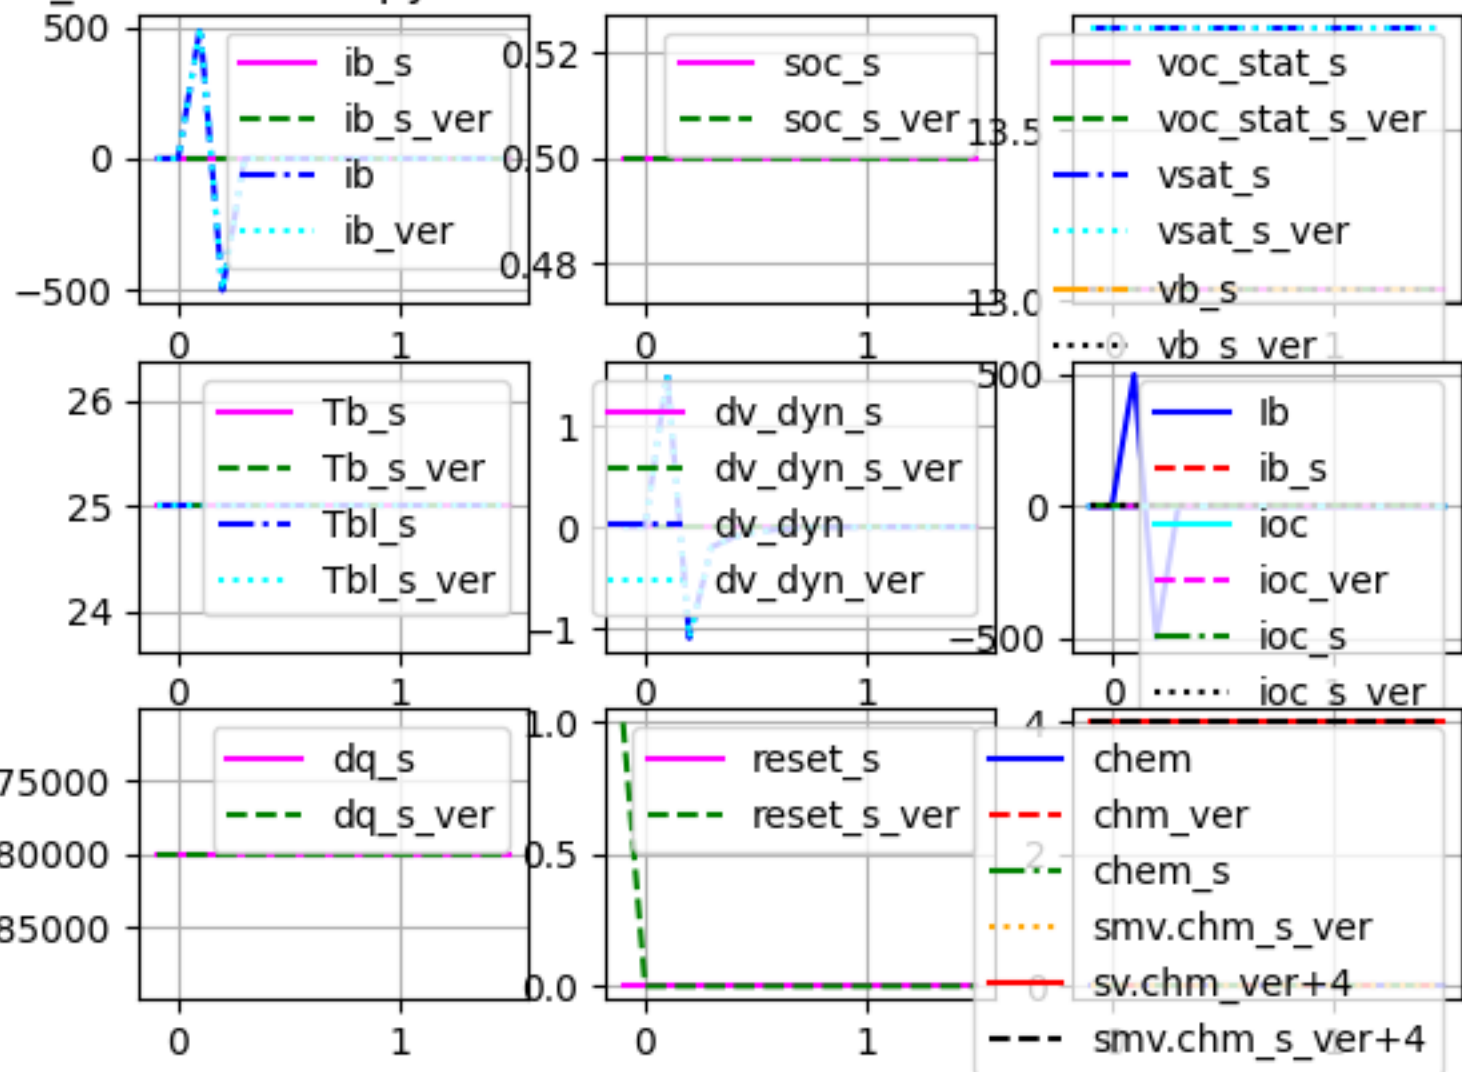 500
0
−500
ib_s
ib_s_ver
ib
ib_ver
0
1
0.52
0.50
0.48
soc_s
soc_s_ver
0
1
13.5
13.0
voc_stat_s
voc_stat_s_ver
vsat_s
vsat_s_ver
vb_s
vb_s_ver
0
1
26
25
24
Tb_s
Tb_s_ver
Tbl_s
Tbl_s_ver
0
1
1
0
−1
dv_dyn_s
dv_dyn_s_ver
dv_dyn
dv_dyn_ver
0
1
500
0
−500
Ib
ib_s
ioc
ioc_ver
ioc_s
ioc_s_ver
0
75000
80000
85000
dq_s
dq_s_ver
0
1
1.0
0.5
0.0
reset_s
reset_s_ver
0
1
4
2
0
chem
chm_ver
chem_s
smv.chm_s_ver
sv.chm_ver+4
smv.chm_s_ver+4